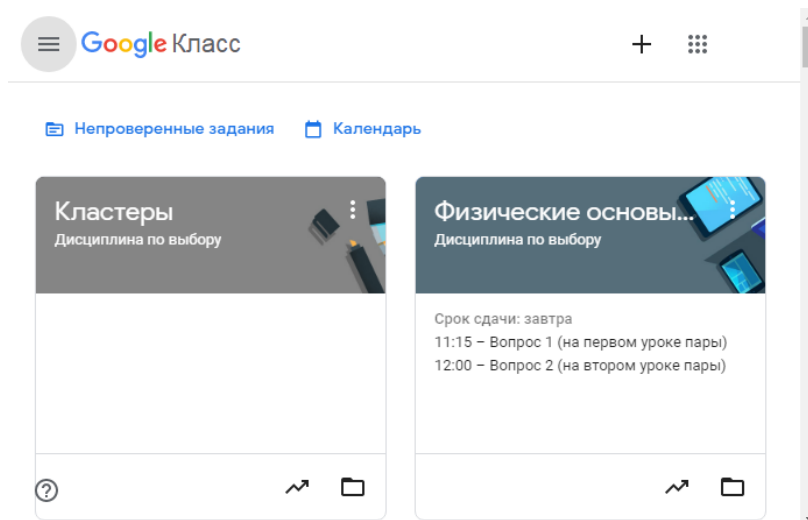 Google Класс
Непроверенные задания
Календарь
Кластеры
Дисциплина по выбору
Физические основы...
Дисциплина по выбору
Срок сдачи: завтра
11:15 – Вопрос 1 (на первом уроке пары)
12:00 – Вопрос 2 (на втором уроке пары)